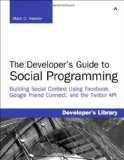 Mark D. Hawker
The Developer's Guide to
Social Programming
Building Social Context Using Facebook,
Google Friend Connect, and the Twitter API
Developer's Library